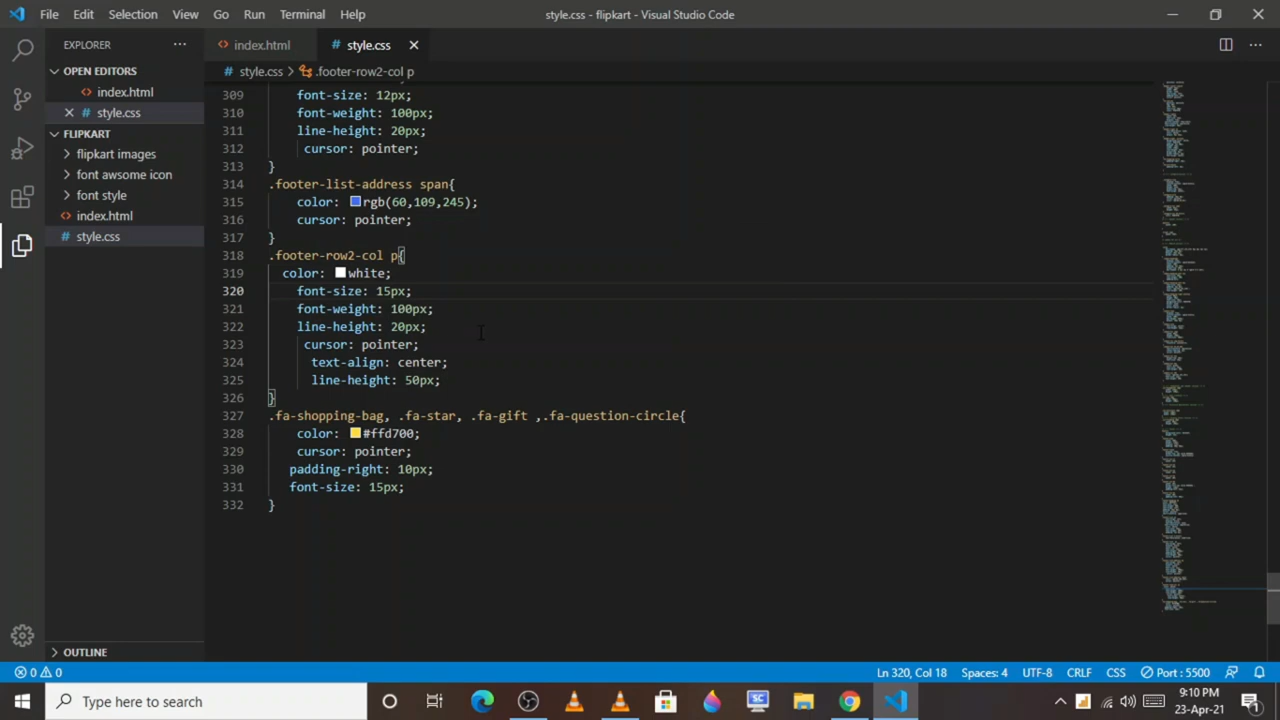 File Edit Selection View Go Run Terminal Help
style.css - flipkart - Visual Studio Code
EXPLORER
OPEN EDITORS
index.html
style.css
FLIPKART
flipkart images
font awsome icon
font style
index.html
style.css
OUTLINE
index.html
style.css
style.css > .footer-row2-col p
309 font-size: 12px;
310 font-weight: 100px;
311 line-height: 20px;
312 cursor: pointer;
313 }
314 .footer-list-address span{
315 color: rgb(60,109,245);
316 cursor: pointer;
317 }
318 .footer-row2-col p{
319 color: white;
320 font-size: 15px;
321 font-weight: 100px;
322 line-height: 20px;
323 cursor: pointer;
324 text-align: center;
325 line-height: 50px;
326 }
327 .fa-shopping-bag, .fa-star, .fa-gift ,.fa-question-circle{
328 color: #ffd700;
329 cursor: pointer;
330 padding-right: 10px;
331 font-size: 15px;
332 }
0 0
Ln 320, Col 18 Spaces: 4 UTF-8 CRLF CSS Port : 5500
Type here to search
9:10 PM
23-Apr-21
1